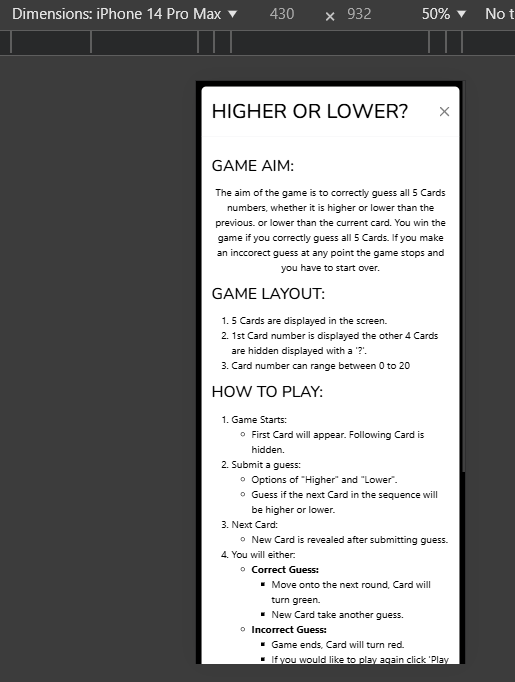 Dimensions: iPhone 14 Pro Max ▼ 430 × 932 50% ▼ No t
HIGHER OR LOWER? ×
GAME AIM:
The aim of the game is to correctly guess all 5 Cards
numbers, whether it is higher or lower than the
previous. or lower than the current card. You win the
game if you correctly guess all 5 Cards. If you make
an inccorect guess at any point the game stops and
you have to start over.
GAME LAYOUT:
1. 5 Cards are displayed in the screen.
2. 1st Card number is displayed the other 4 Cards
are hidden displayed with a '?'.
3. Card number can range between 0 to 20
HOW TO PLAY:
1. Game Starts:
First Card will appear. Following Card is
hidden.
2. Submit a guess:
Options of "Higher" and "Lower".
Guess if the next Card in the sequence will
be higher or lower.
3. Next Card:
New Card is revealed after submitting guess.
4. You will either:
Correct Guess:
Move onto the next round, Card will
turn green.
New Card take another guess.
Incorrect Guess:
Game ends, Card will turn red.
If you would like to play again click 'Play